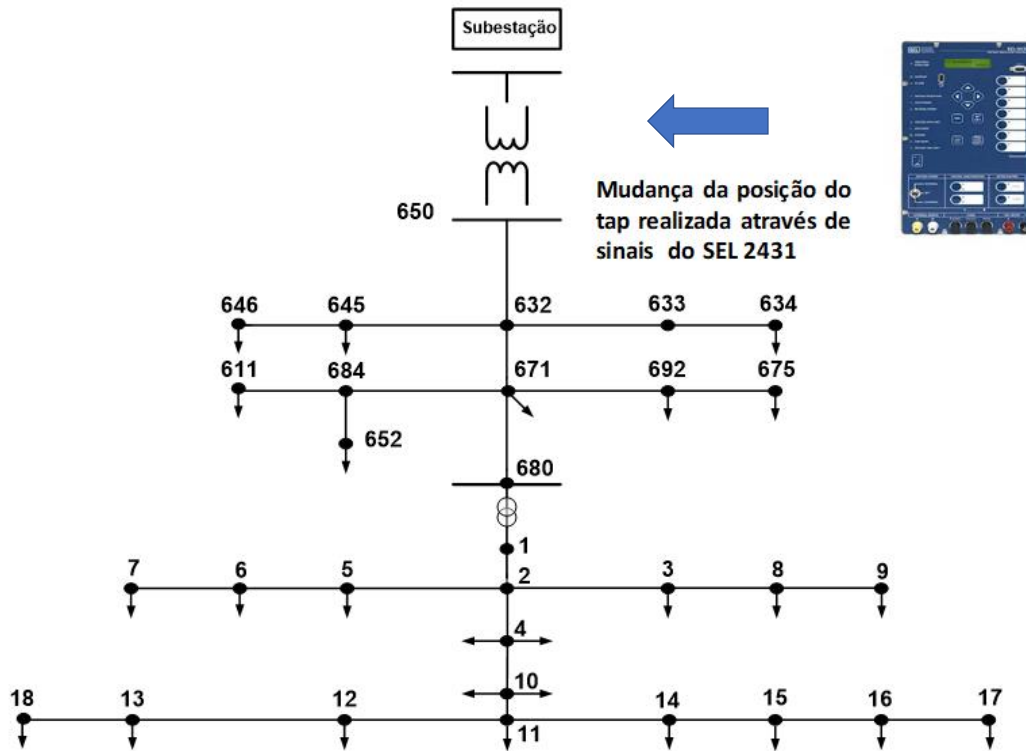 Subestação
650
Mudança da posição do
tap realizada através de
sinais do SEL 2431
646 645 632 633 634
611 684 671 692 675
652
680
1
7 6 5 2 3 8 9
4
10
18 13 12 14 15 16 17
11